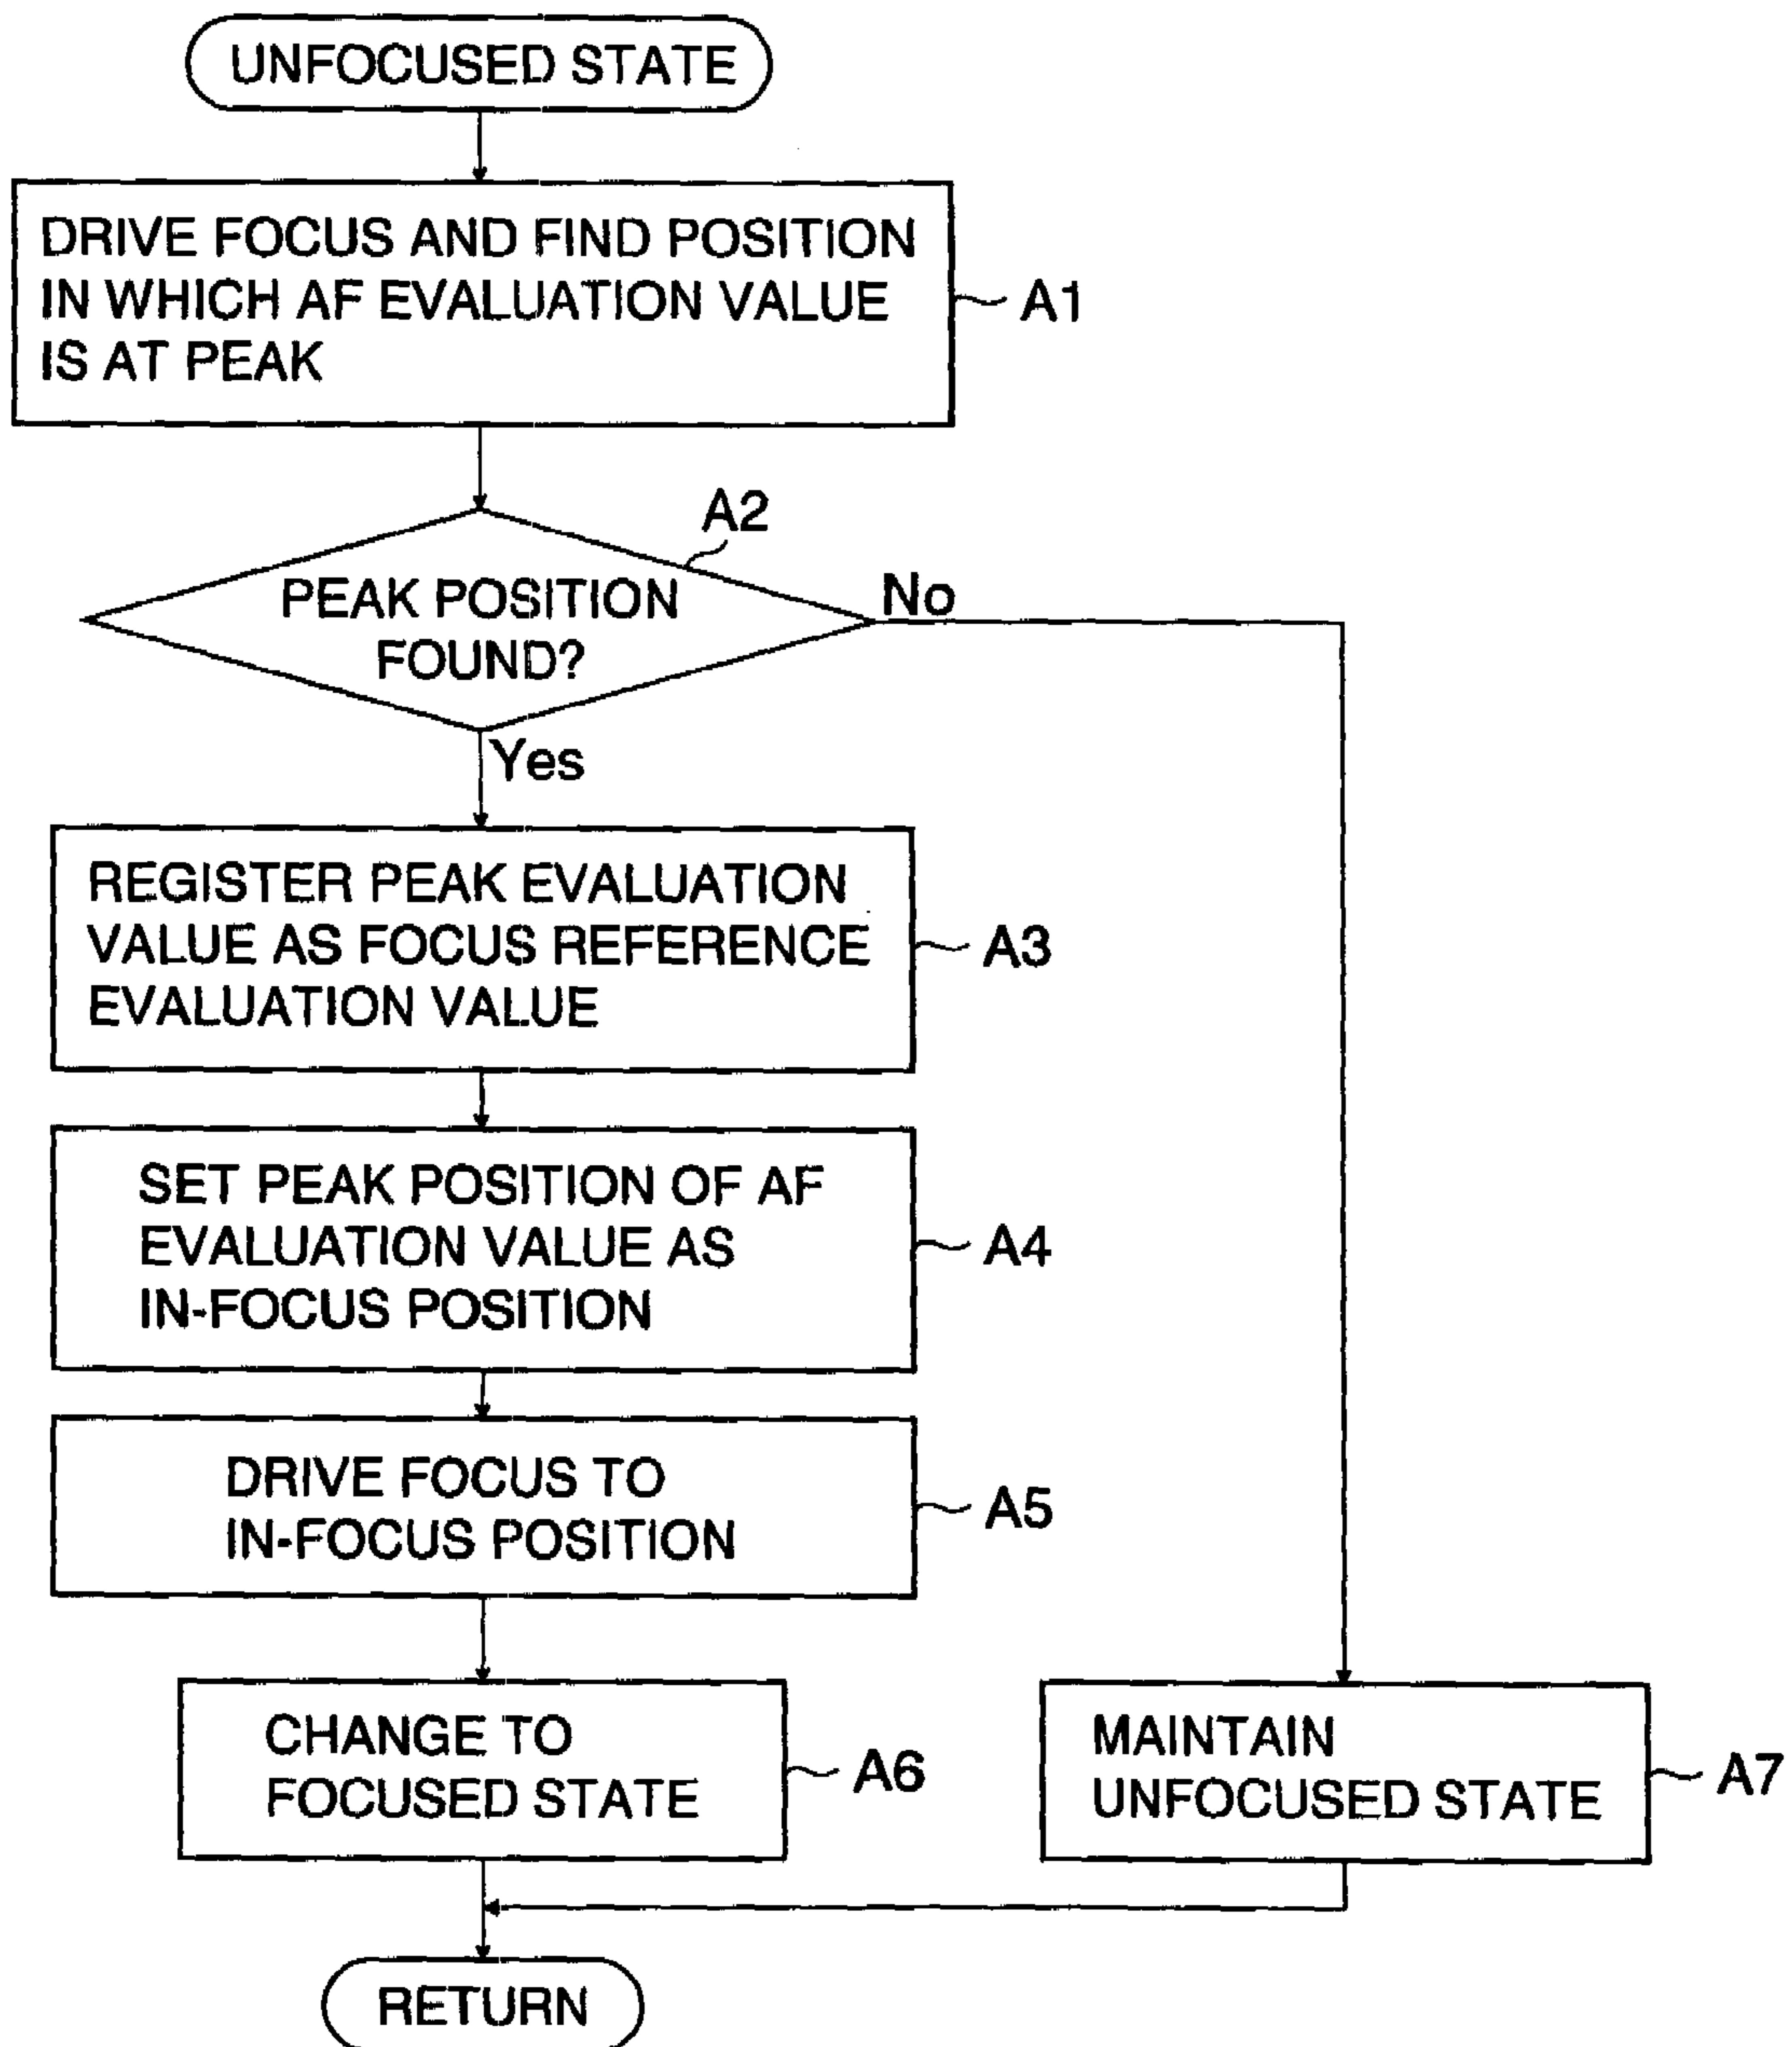 UNFOCUSED STATE
DRIVE FOCUS AND FIND POSITION
IN WHICH AF EVALUATION VALUE
IS AT PEAK
A1
A2
PEAK POSITION
FOUND?
No
Yes
REGISTER PEAK EVALUATION
VALUE AS FOCUS REFERENCE
EVALUATION VALUE
A3
SET PEAK POSITION OF AF
EVALUATION VALUE AS
IN-FOCUS POSITION
A4
DRIVE FOCUS TO
IN-FOCUS POSITION
A5
CHANGE TO
FOCUSED STATE
A6
MAINTAIN
UNFOCUSED STATE
A7
RETURN